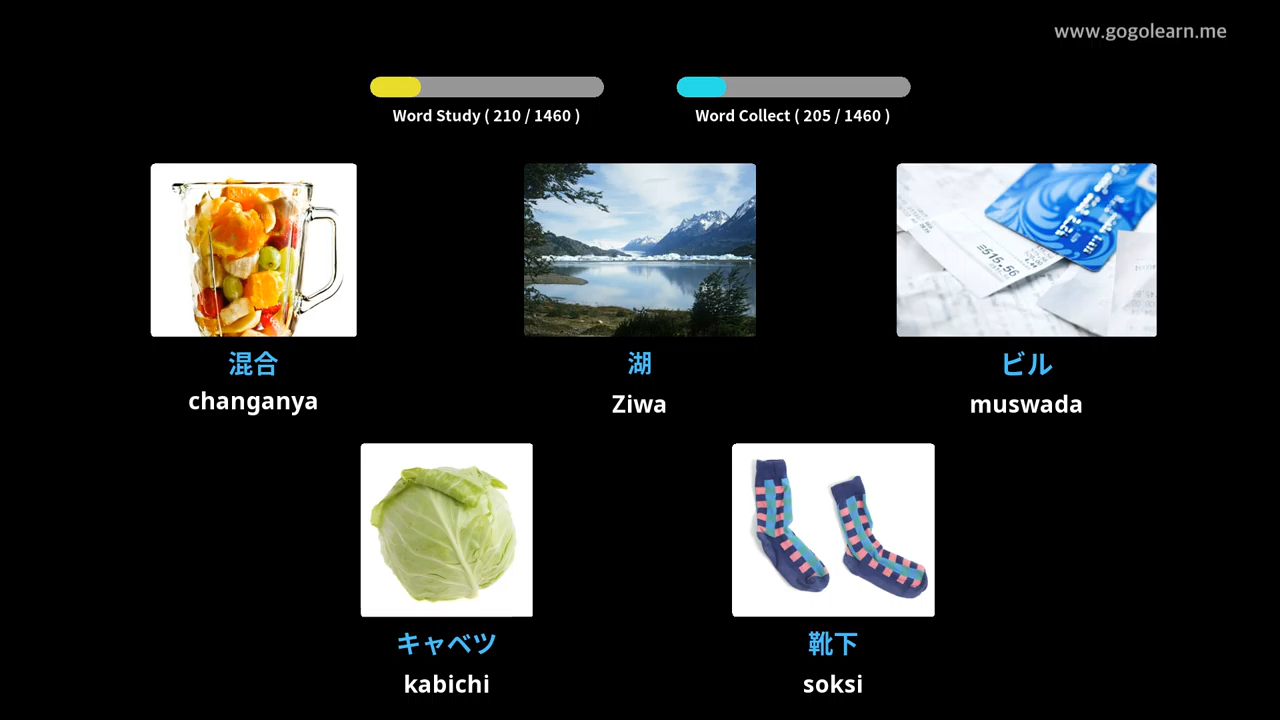 www.gogolearn.me
Word Study ( 210 / 1460 )
Word Collect ( 205 / 1460 )
混合
changanya
湖
Ziwa
ビル
muswada
キャベツ
kabichi
靴下
soksi